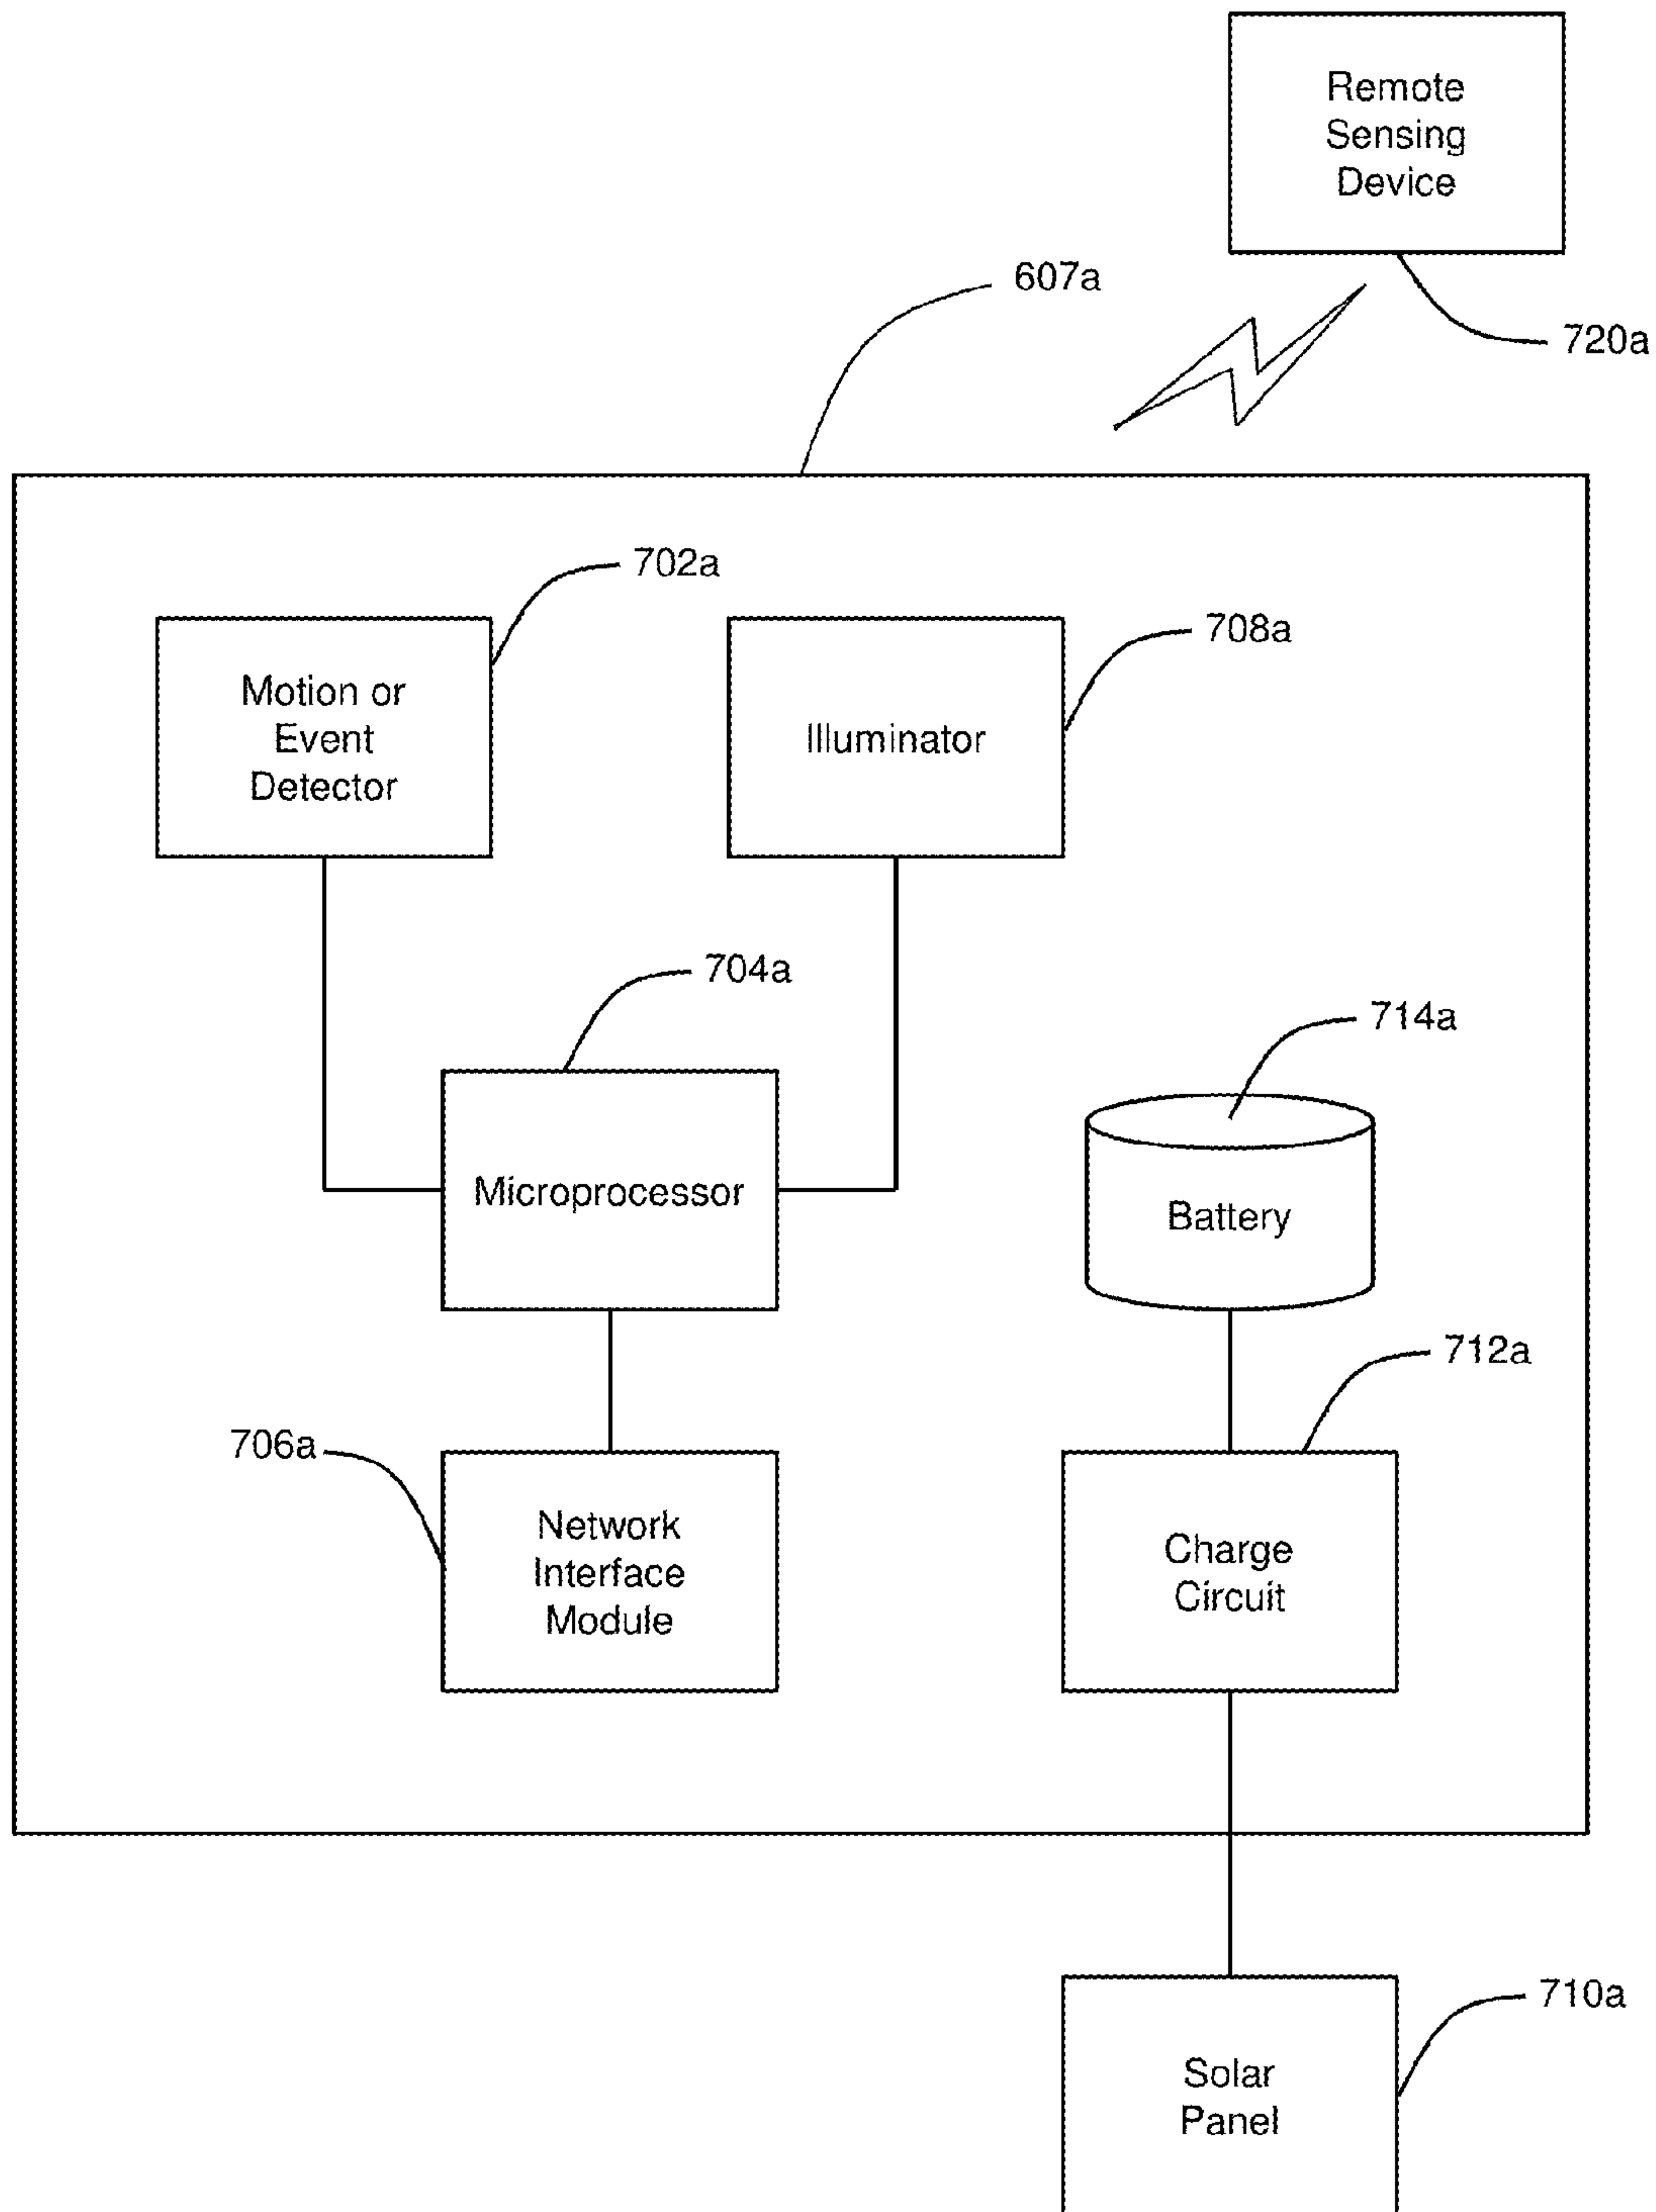 Remote
Sensing
Device
607a
720a
702a
708a
Motion or
Event
Detector
Illuminator
704a
714a
Microprocessor
Battery
712a
706a
Network
Interface
Module
Charge
Circuit
710a
Solar
Panel